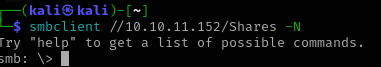 ┌──(kali㉿kali)-[~]
└─$ smbclient //10.10.11.152/Shares -N
Try "help" to get a list of possible commands.
smb: \>